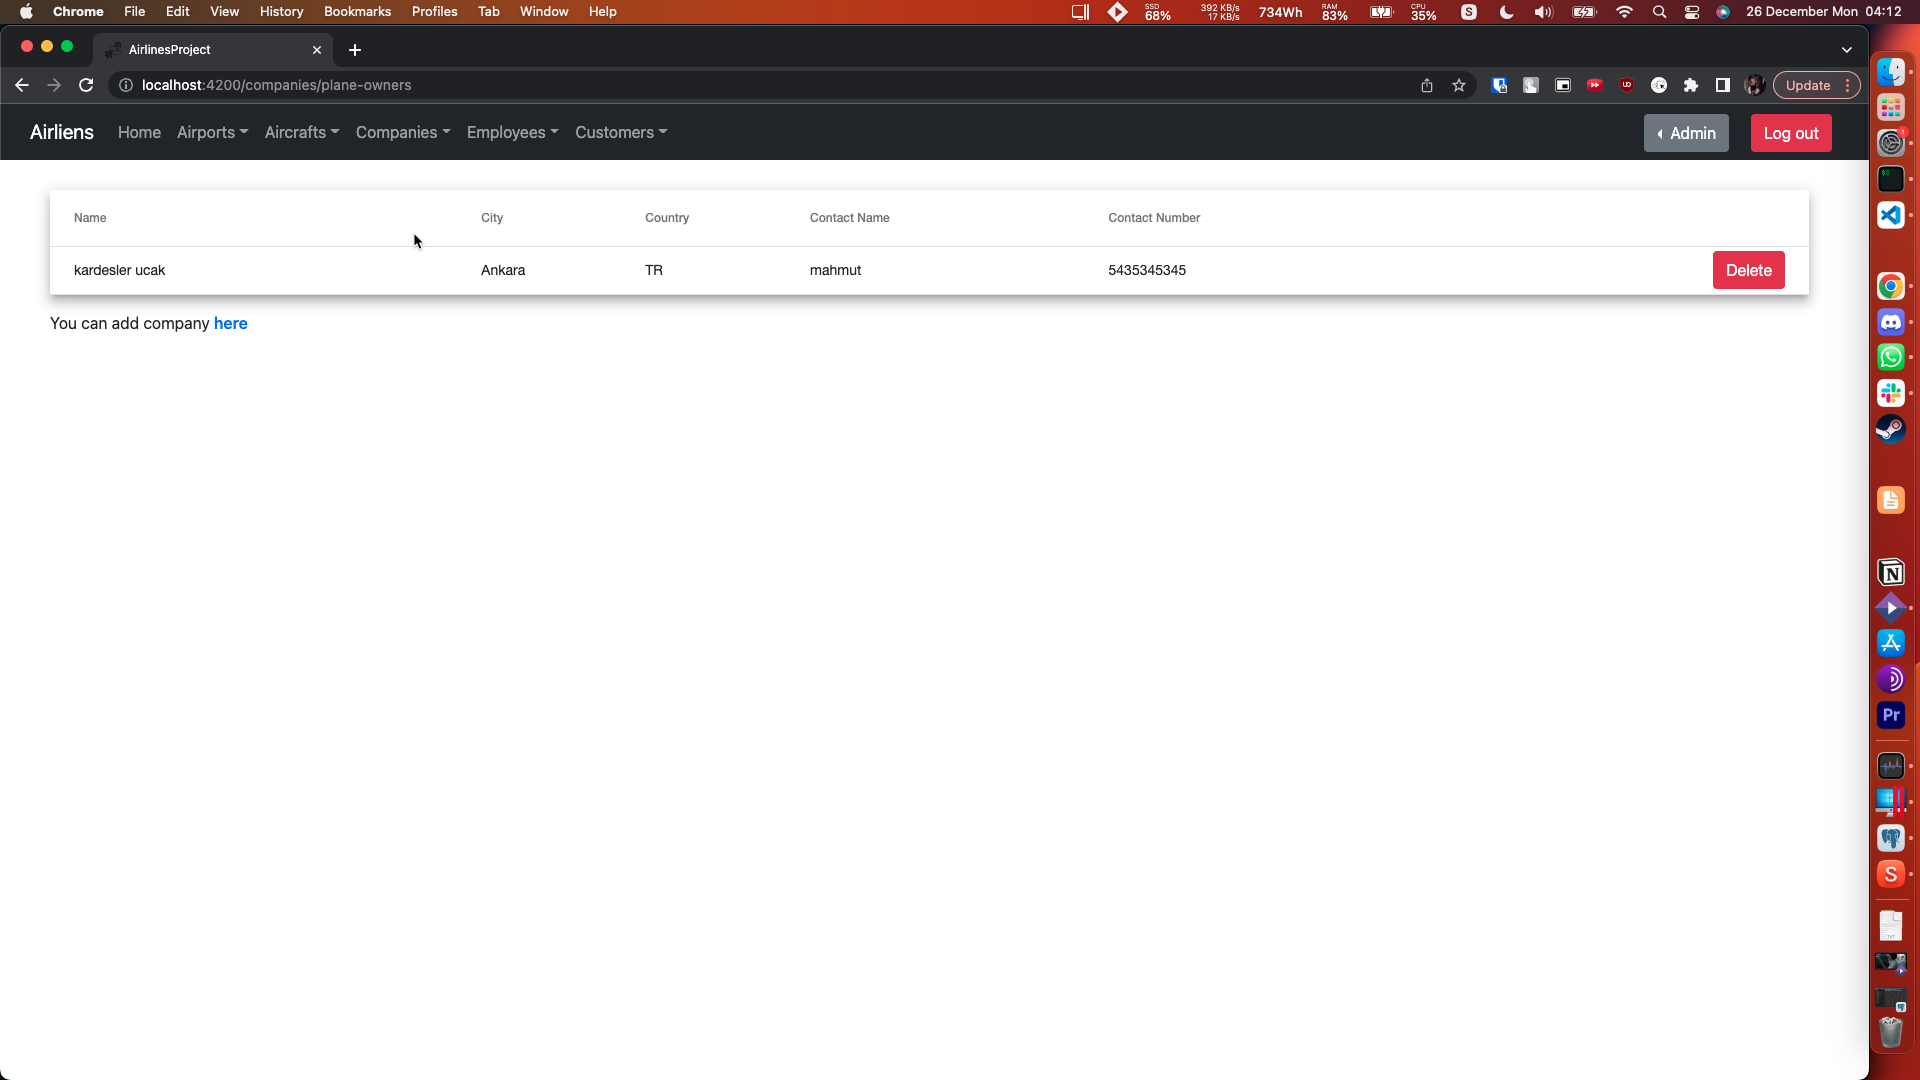 Chrome File Edit View History Bookmarks Profiles Tab Window Help SSD 68% 392 KB/s 17 KB/s 734Wh RAM 83% CPU 35% S 26 December Mon 04:12
AirlinesProject
localhost:4200/companies/plane-owners Update
Airliens Home Airports Aircrafts Companies Employees Customers Admin Log out
Name City Country Contact Name Contact Number
kardesler ucak Ankara TR mahmut 5435345345 Delete
You can add company here
Pr
S